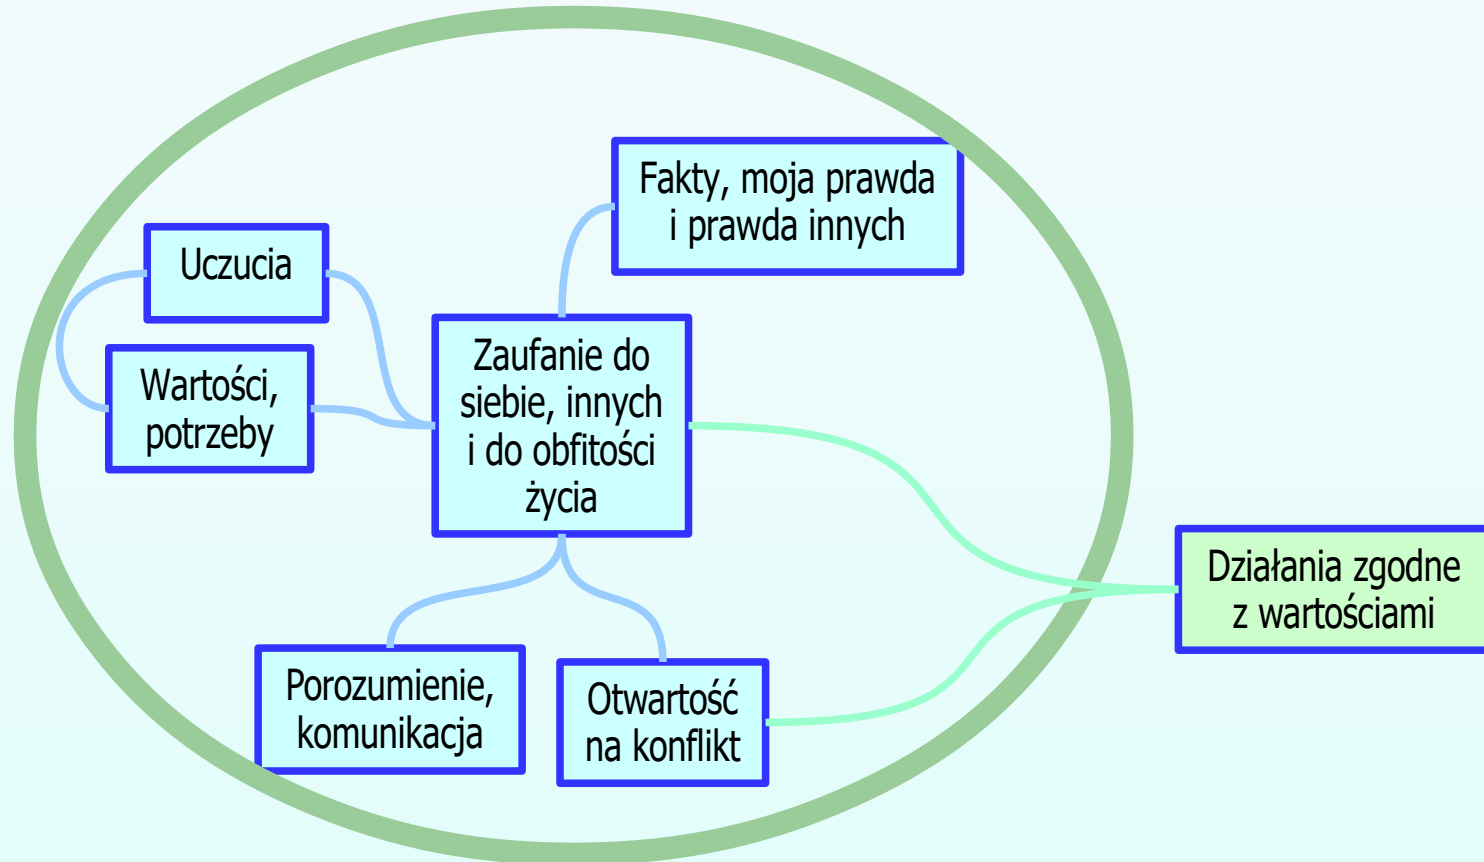 Fakty, moja prawda
i prawda innych
Uczucia
Wartości,
potrzeby
Zaufanie do
siebie, innych
i do obfitości
życia
Działania zgodne
z wartościami
Porozumienie,
komunikacja
Otwartość
na konflikt